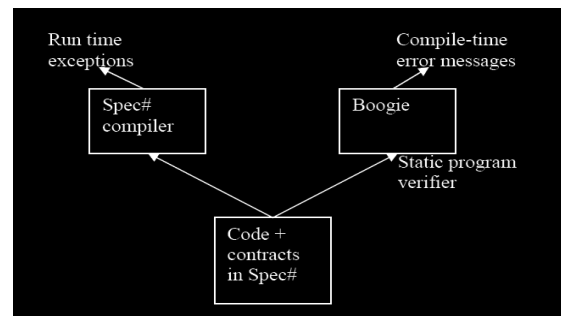 Run time
exceptions
Compile-time
error messages
Spec#
compiler
Boogie
Static program
verifier
Code +
contracts
in Spec#